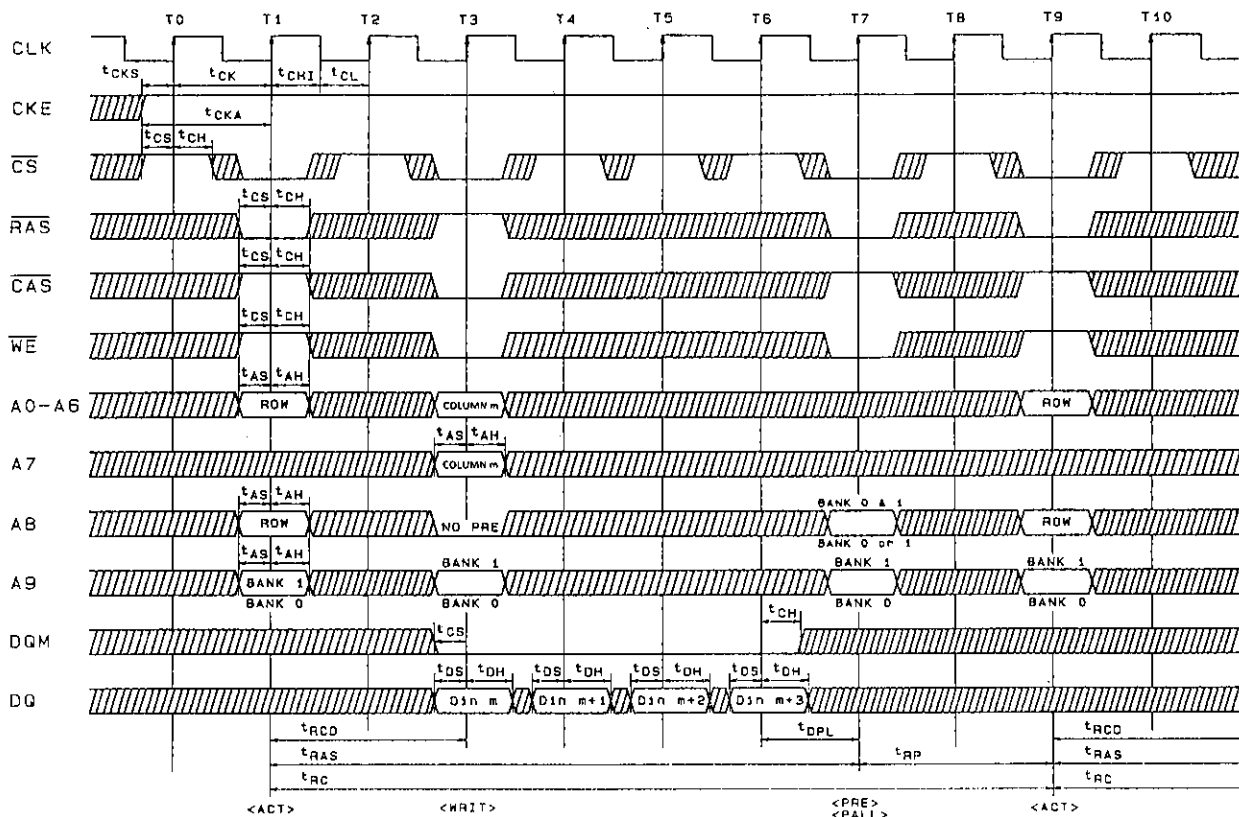 T0 T1 T2 T3 T4 T5 T6 T7 T8 T9 T10
CLK
tCKS tCK tCHI tCL
CKE
tCKA
tCS tCH
CS
tCS tCH
RAS
tCS tCH
CAS
tCS tCH
WE
tAS tAH
A0-A6 ROW COLUMN m ROW
tAS tAH
A7 COLUMN m
tAS tAH BANK 0 & 1
A8 ROW NO PRE ROW
BANK 0 or 1
tAS tAH BANK 1 BANK 1 BANK 1
A9 BANK 1
BANK 0 BANK 0 BANK 0 BANK 0
tCH
DQM tCS
tDS tDH tDS tDH tDS tDH tDS tDH
DQ Din m Din m+1 Din m+2 Din m+3
tRCD tDPL tRCD
tRAS tRP tRAS
tRC tRC
<ACT> <WRIT> <PRE> <ACT>
<PALL>